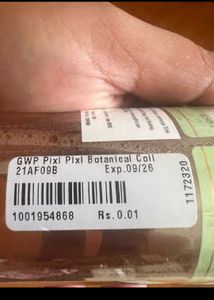 GWP Pixi Pixi Botanical Coll
21AF09B Exp.09/26
1001954868 Rs.0.01
1172320